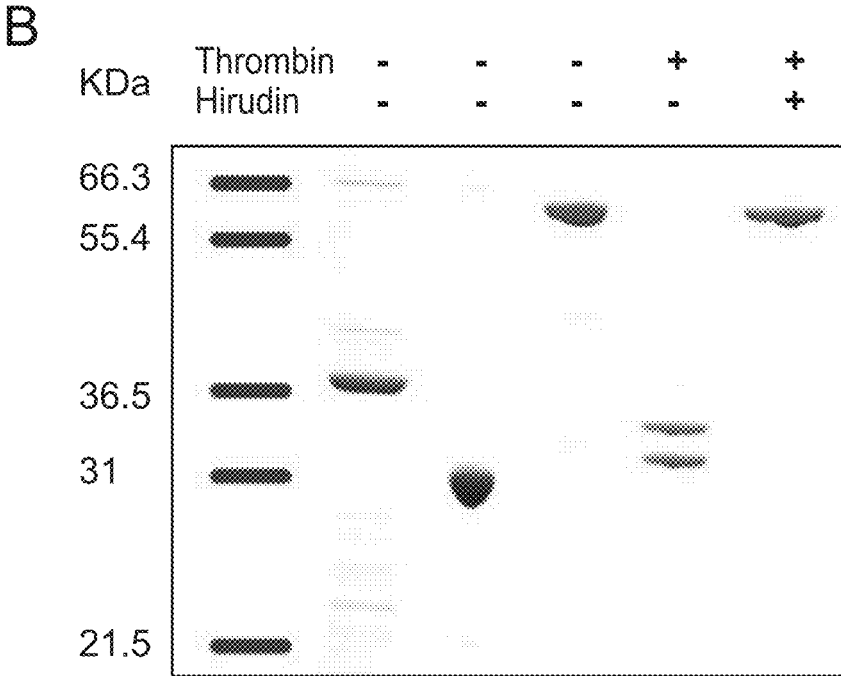 B
KDa
Thrombin - - - + +
Hirudin - - - - +
66.3
55.4
36.5
31
21.5